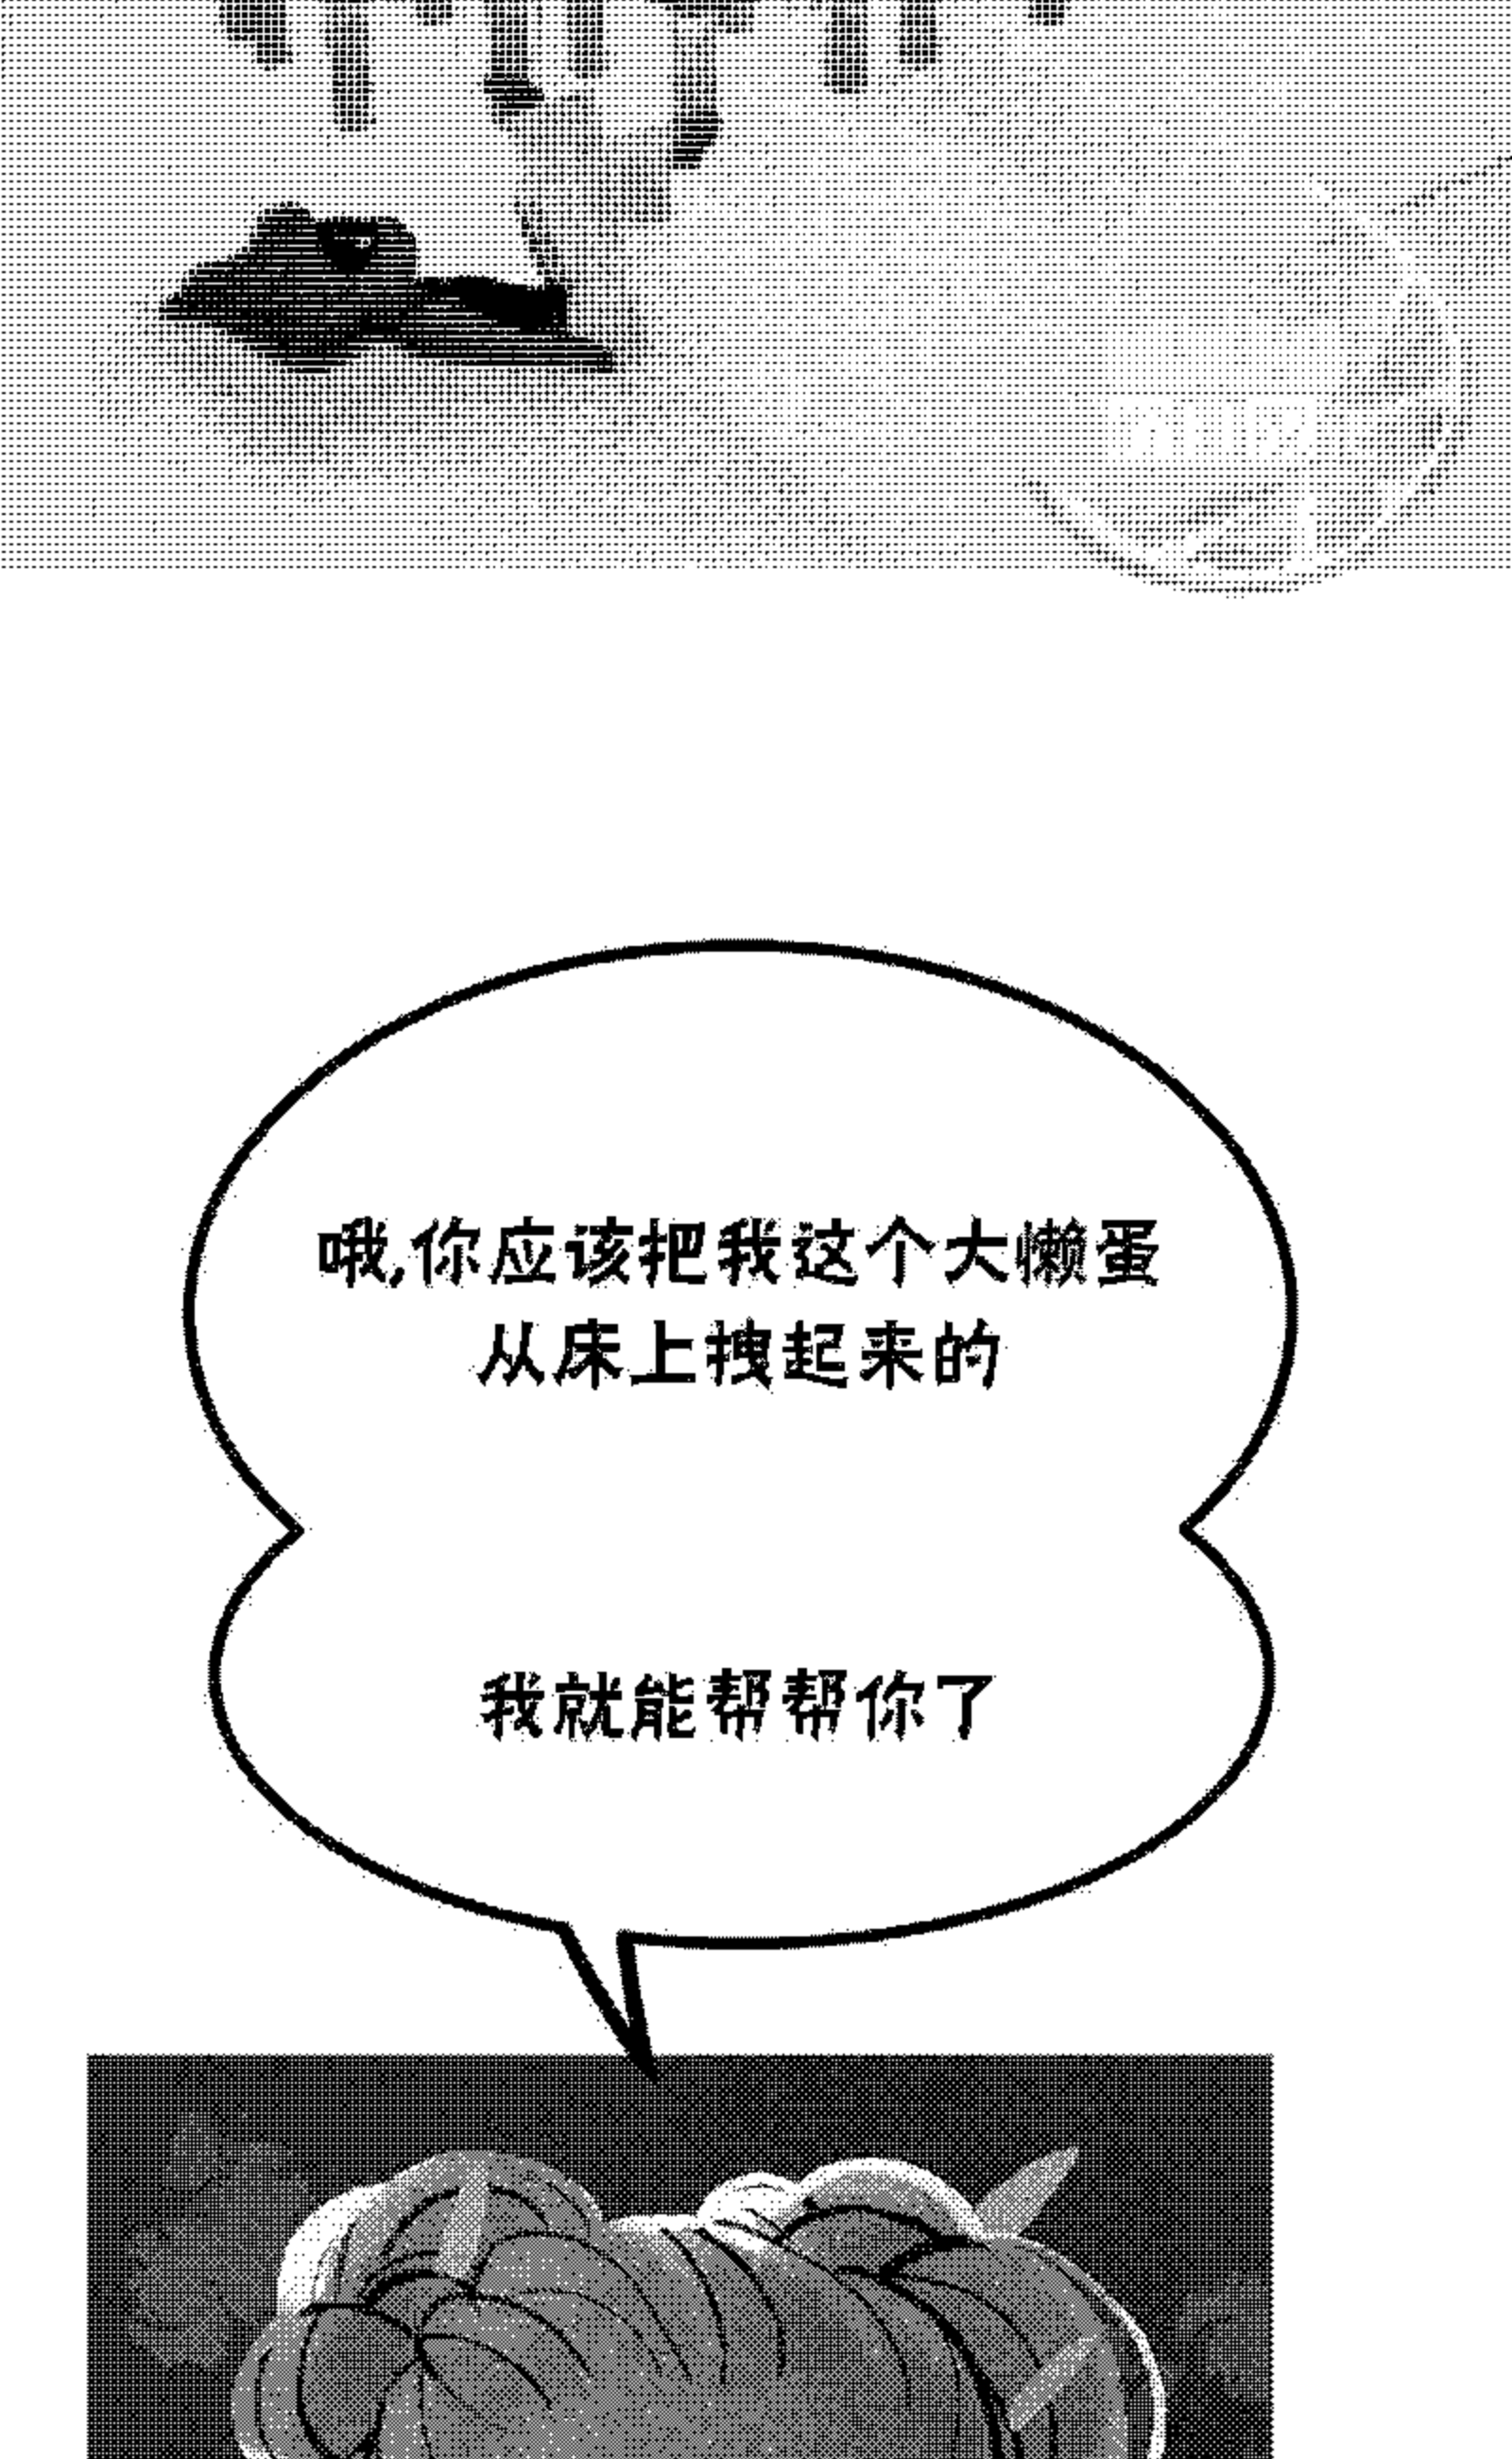 哦,你应该把我这个大懒蛋
从床上拽起来的
我就能帮帮你了